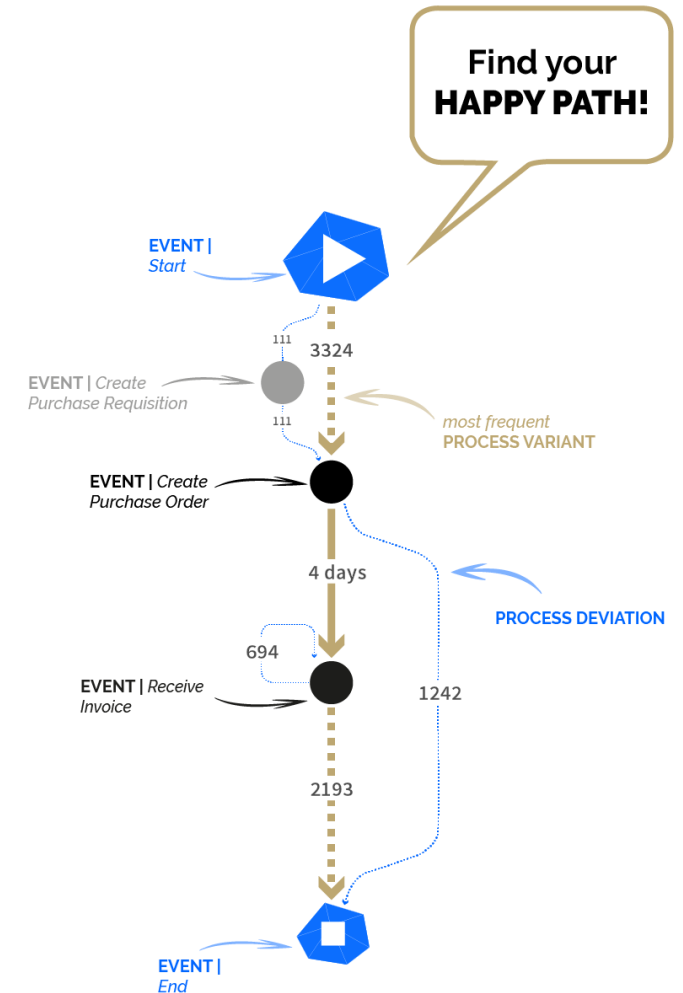 Find your
HAPPY PATH!
EVENT |
Start
111
3324
EVENT | Create
Purchase Requisition
111
most frequent
PROCESS VARIANT
EVENT | Create
Purchase Order
4 days
PROCESS DEVIATION
694
EVENT | Receive
Invoice
1242
2193
EVENT |
End